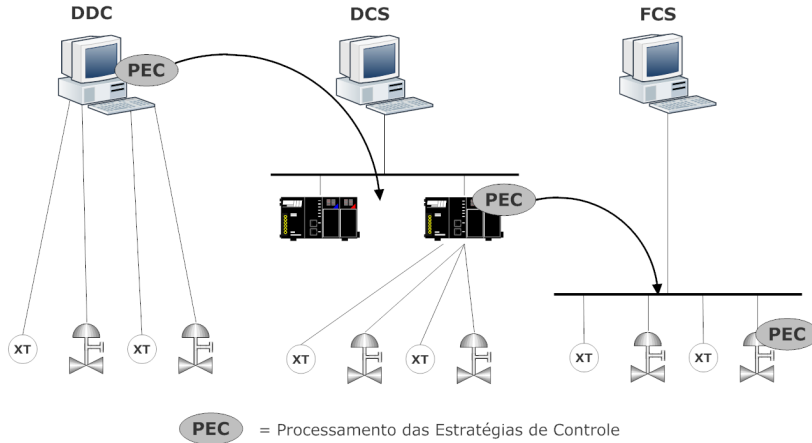 DDC
DCS
FCS
PEC
PEC
XT
XT
XT
XT
XT
XT
PEC
PEC = Processamento das Estratégias de Controle